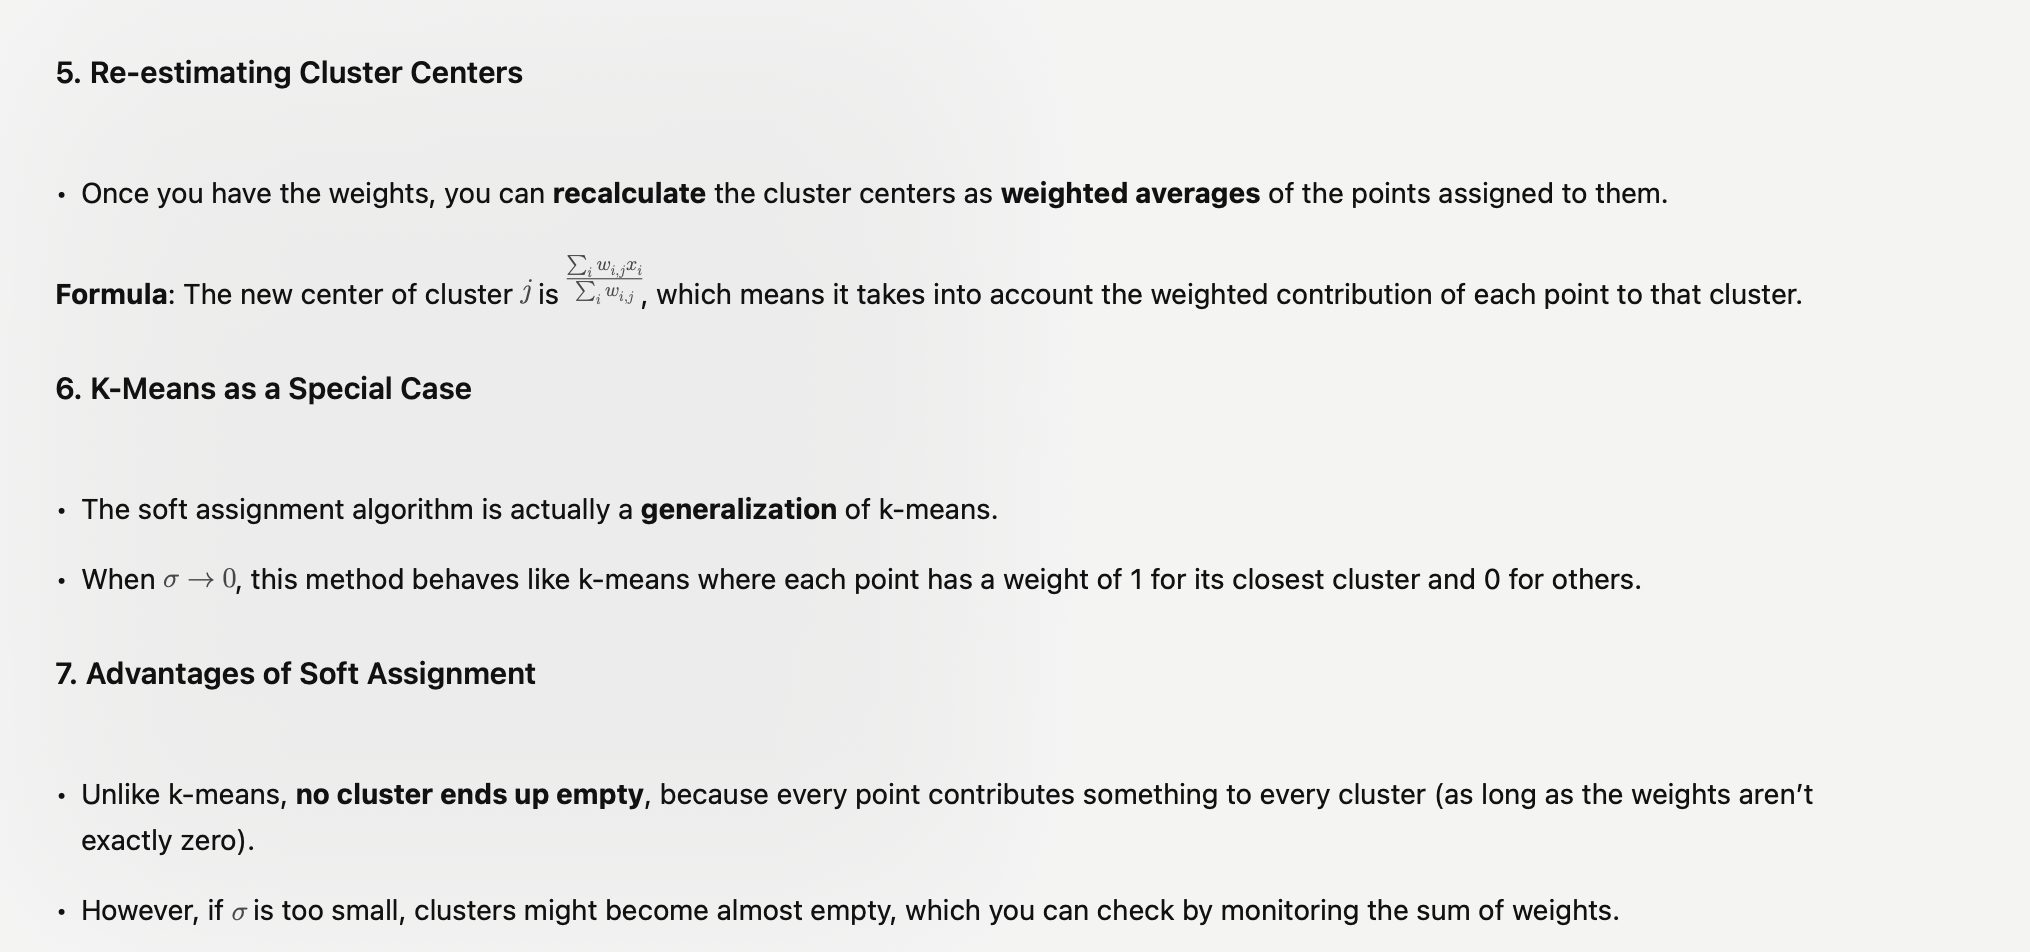 5. Re-estimating Cluster Centers
• Once you have the weights, you can recalculate the cluster centers as weighted averages of the points assigned to them.
Formula: The new center of cluster j is \frac{\sum_i w_{i,j} x_i}{\sum_i w_{i,j}}, which means it takes into account the weighted contribution of each point to that cluster.
6. K-Means as a Special Case
• The soft assignment algorithm is actually a generalization of k-means.
• When σ → 0, this method behaves like k-means where each point has a weight of 1 for its closest cluster and 0 for others.
7. Advantages of Soft Assignment
• Unlike k-means, no cluster ends up empty, because every point contributes something to every cluster (as long as the weights aren’t
exactly zero).
• However, if σ is too small, clusters might become almost empty, which you can check by monitoring the sum of weights.